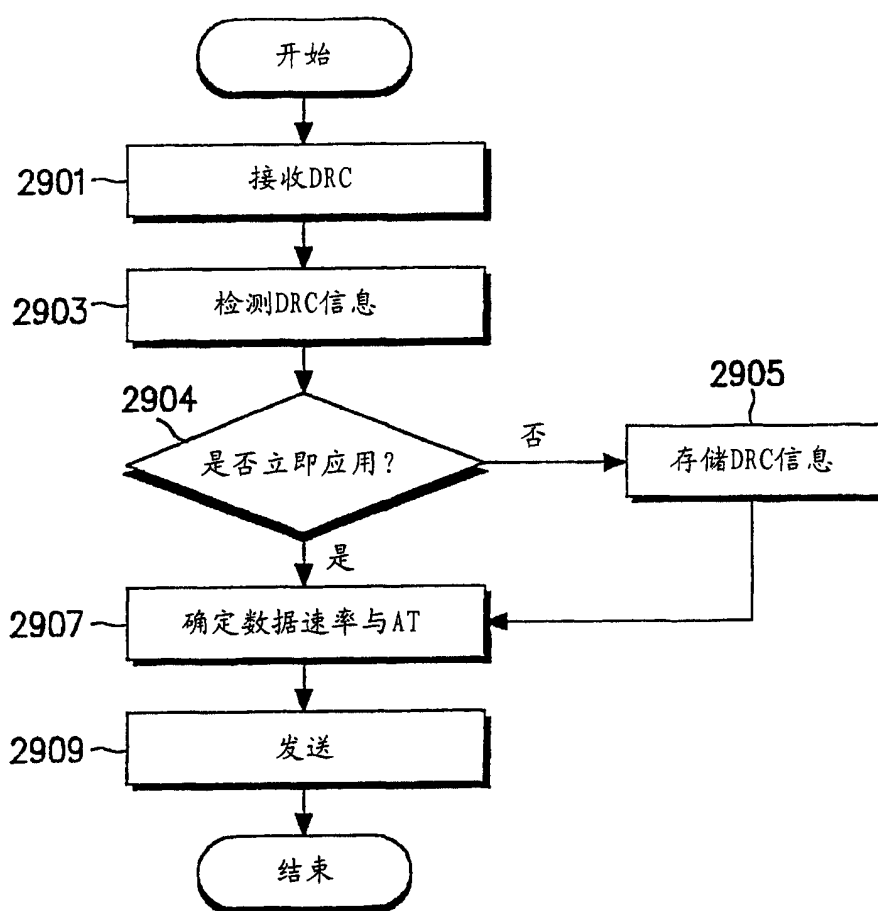 开始
2901
接收DRC
2903
检测DRC信息
2904
是否立即应用?
否
2905
存储DRC信息
是
2907
确定数据速率与AT
2909
发送
结束